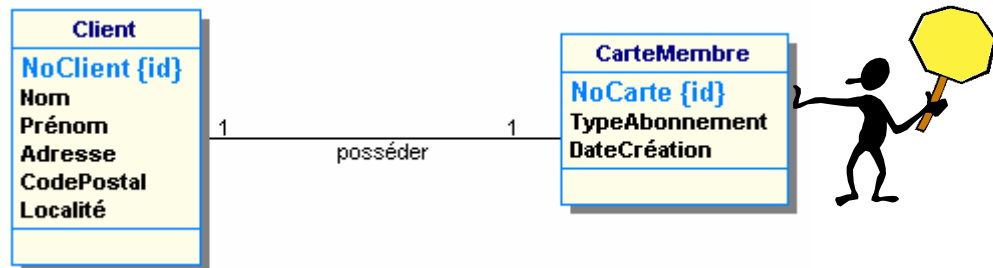 Client
NoClient {id}
Nom
Prénom
Adresse
CodePostal
Localité
1
posséder
1
CarteMembre
NoCarte {id}
TypeAbonnement
DateCréation